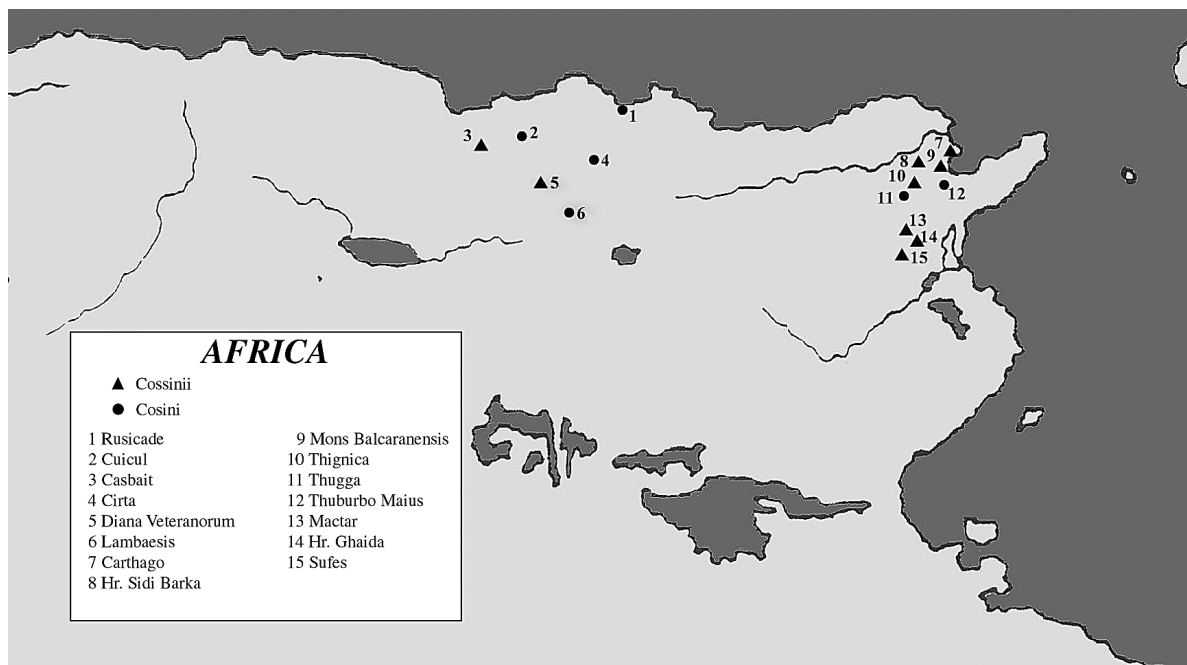 1
3
2
4
7
8
9
5
10
12
11
6
13
14
15
AFRICA
Cossinii
Cosini
1 Rusicade
2 Cuicul
3 Casbait
4 Cirta
5 Diana Veteranorum
6 Lambaesis
7 Carthago
8 Hr. Sidi Barka
9 Mons Balcaranensis
10 Thignica
11 Thugga
12 Thuburbo Maius
13 Mactar
14 Hr. Ghaida
15 Sufes